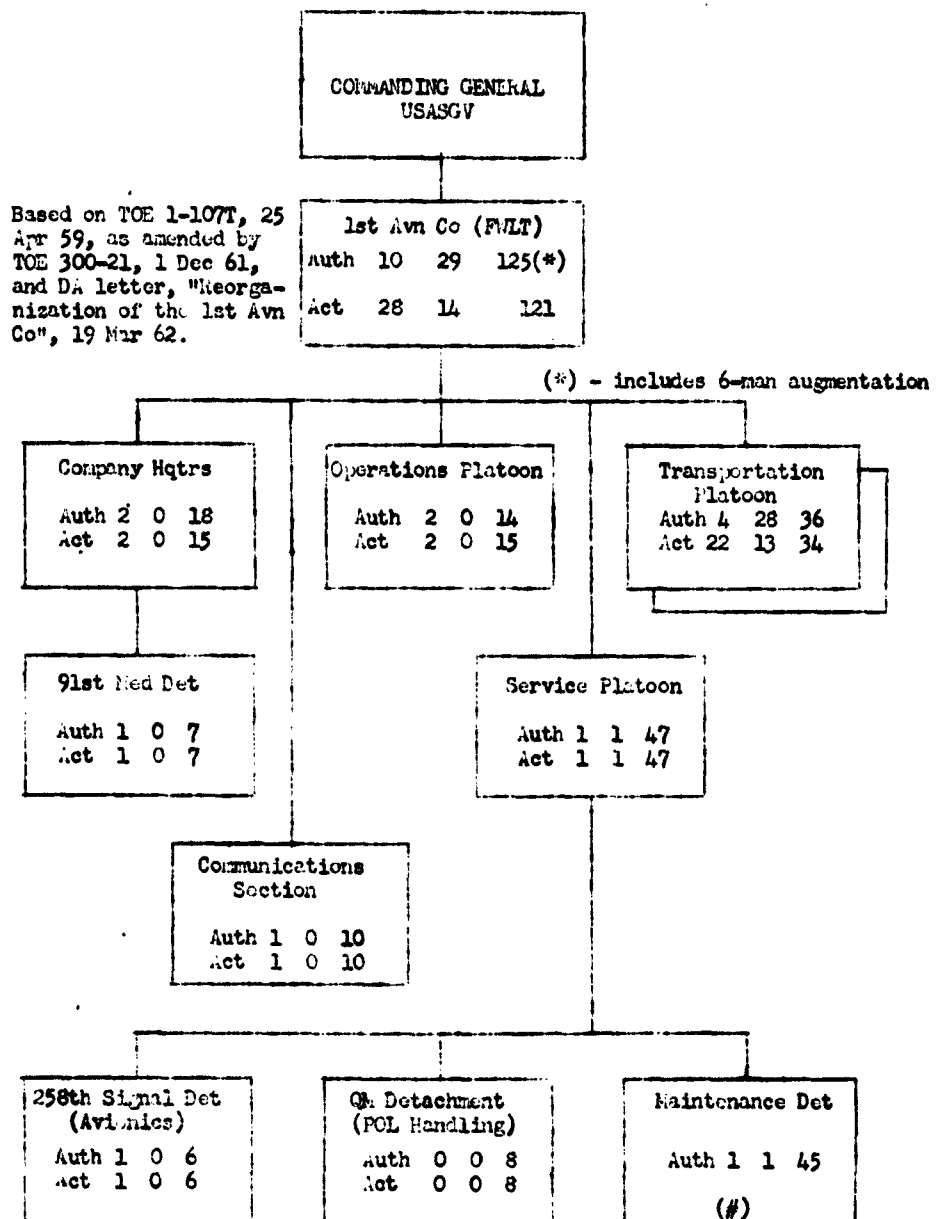 COMMANDING GENERAL
USASGV
Based on TOE 1-107T, 25
Apr 59, as amended by
TOE 300-21, 1 Dec 61,
and DA letter, "Reorga-
nization of the 1st Avn
Co", 19 Mar 62.
1st Avn Co (FWLT)
Auth 10 29 125(*)
Act 28 14 121
(*) - includes 6-man augmentation
Company Hqtrs
Auth 2 0 18
Act 2 0 15
Operations Platoon
Auth 2 0 14
Act 2 0 15
Transportation
Platoon
Auth 4 28 36
Act 22 13 34
91st Med Det
Auth 1 0 7
Act 1 0 7
Service Platoon
Auth 1 1 47
Act 1 1 47
Communications
Section
Auth 1 0 10
Act 1 0 10
258th Signal Det
(Avionics)
Auth 1 0 6
Act 1 0 6
QM Detachment
(POL Handling)
Auth 0 0 8
Act 0 0 8
Maintenance Det
Auth 1 1 45
(#)